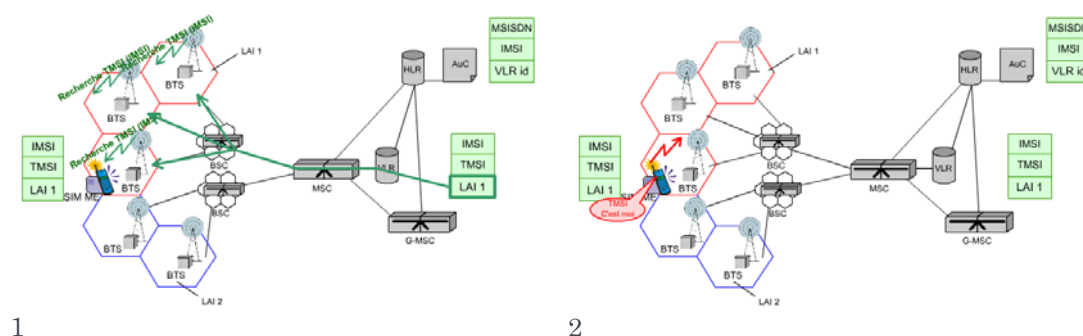 Recherche TMSI (IMSI)
Recherche TMSI (IMSI)
LAI 1
BTS
BTS
Recherche TMSI (IMSI)
BTS
IMSI
TMSI
LAI 1
SIM ME
BSC
BSC
MSC
HLR
AuC
MSISDN
IMSI
VLR id
VLR
IMSI
TMSI
LAI 1
G-MSC
BTS
BTS
LAI 2
1
LAI 1
BTS
BTS
BTS
IMSI
TMSI
LAI 1
SIM ME
TMSI
C'est moi
BSC
BSC
MSC
HLR
AuC
MSISDN
IMSI
VLR id
VLR
IMSI
TMSI
LAI 1
G-MSC
BTS
BTS
LAI 2
2